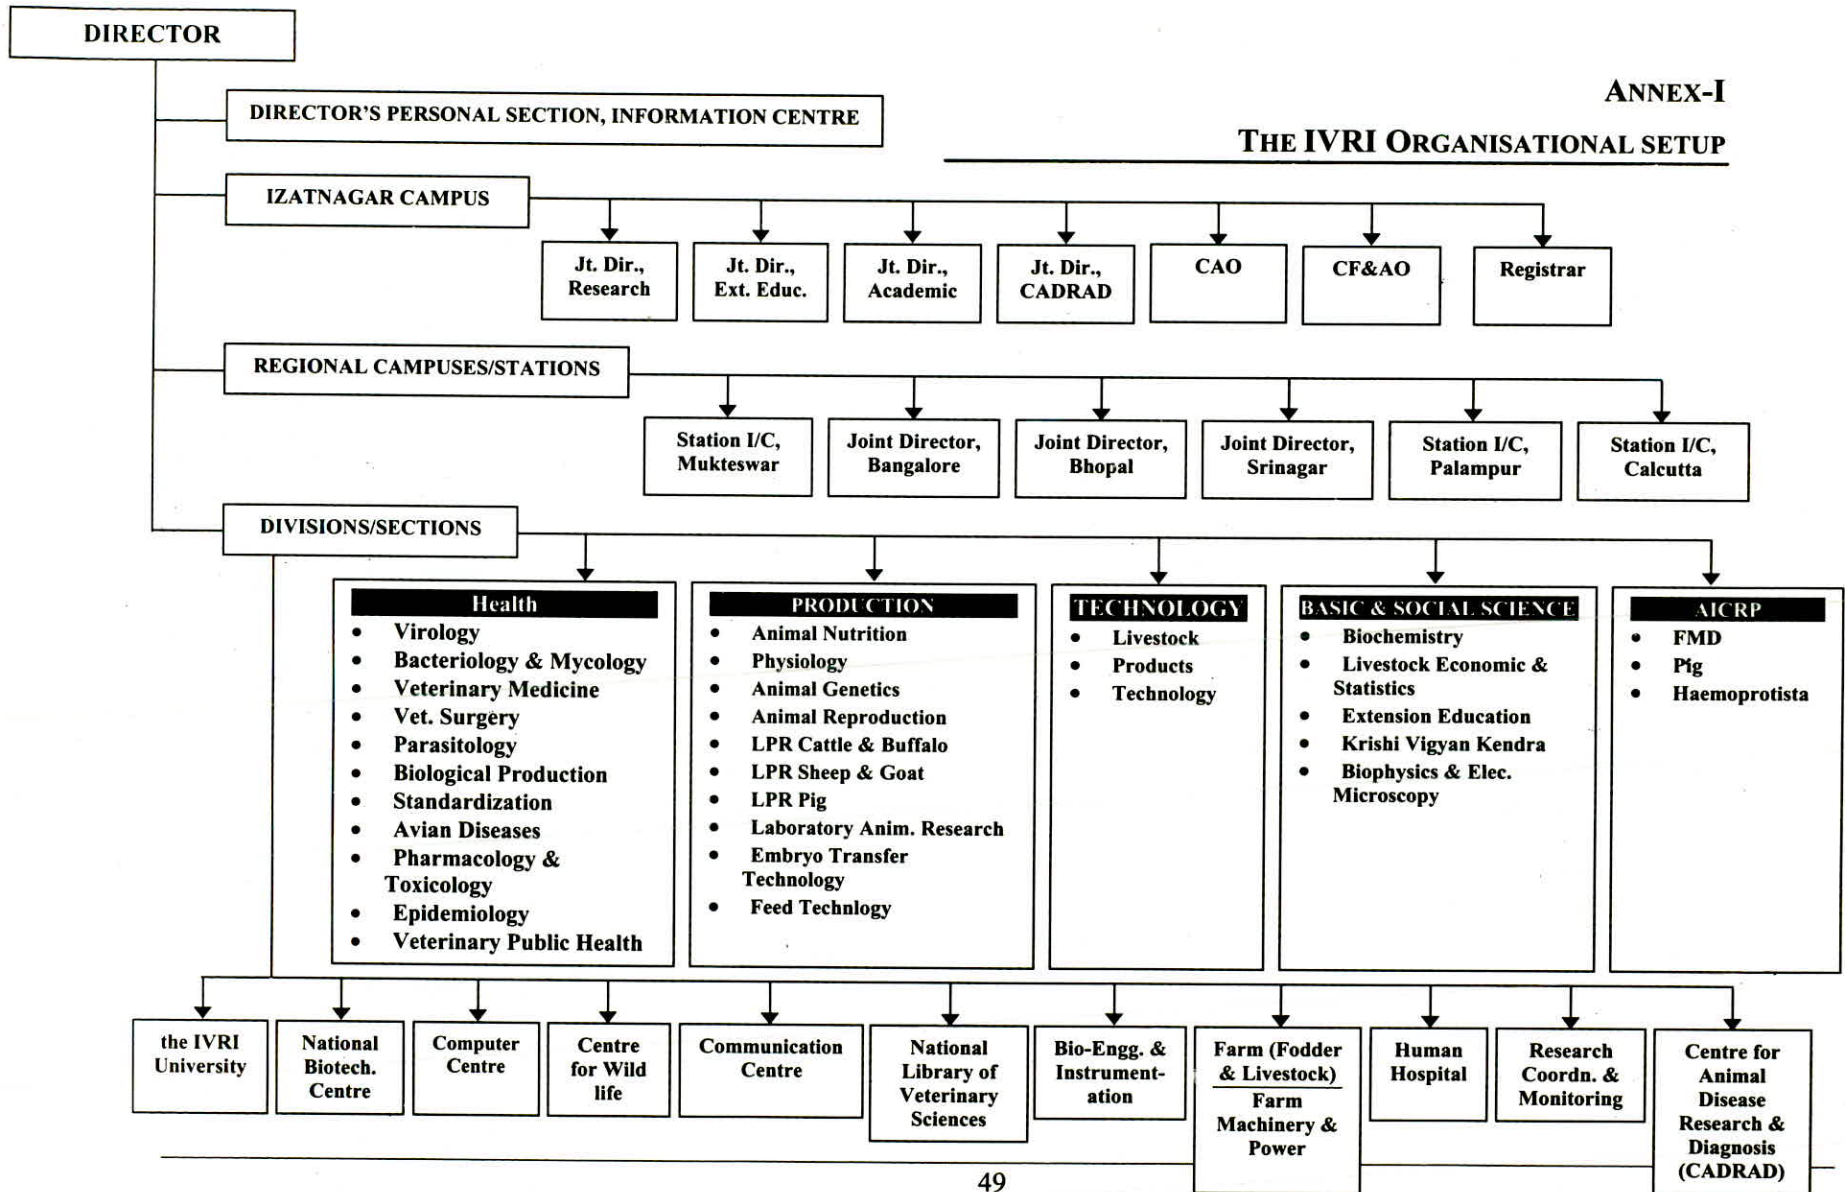 DIRECTOR
ANNEX-I
THE IVRI ORGANISATIONAL SETUP
DIRECTOR'S PERSONAL SECTION, INFORMATION CENTRE
IZATNAGAR CAMPUS
Jt. Dir.,
Research
Jt. Dir.,
Ext. Educ.
Jt. Dir.,
Academic
Jt. Dir.,
CADRAD
CAO
CF&AO
Registrar
REGIONAL CAMPUSES/STATIONS
Station I/C,
Mukteswar
Joint Director,
Bangalore
Joint Director,
Bhopal
Joint Director,
Srinagar
Station I/C,
Palampur
Station I/C,
Calcutta
DIVISIONS/SECTIONS
Health
• Virology
• Bacteriology & Mycology
• Veterinary Medicine
• Vet. Surgery
• Parasitology
• Biological Production
• Standardization
• Avian Diseases
• Pharmacology &
Toxicology
• Epidemiology
• Veterinary Public Health
PRODUCTION
• Animal Nutrition
• Physiology
• Animal Genetics
• Animal Reproduction
• LPR Cattle & Buffalo
• LPR Sheep & Goat
• LPR Pig
• Laboratory Anim. Research
• Embryo Transfer
Technology
• Feed Technlogy
TECHNOLOGY
• Livestock
• Products
• Technology
BASIC & SOCIAL SCIENCE
• Biochemistry
• Livestock Economic &
Statistics
• Extension Education
• Krishi Vigyan Kendra
• Biophysics & Elec.
Microscopy
AICRP
• FMD
• Pig
• Haemoprotista
the IVRI
University
National
Biotech.
Centre
Computer
Centre
Centre
for Wild
life
Communication
Centre
National
Library of
Veterinary
Sciences
Bio-Engg. &
Instrument-
ation
Farm (Fodder
& Livestock)
Farm
Machinery &
Power
Human
Hospital
Research
Coordn. &
Monitoring
Centre for
Animal
Disease
Research &
Diagnosis
(CADRAD)
49